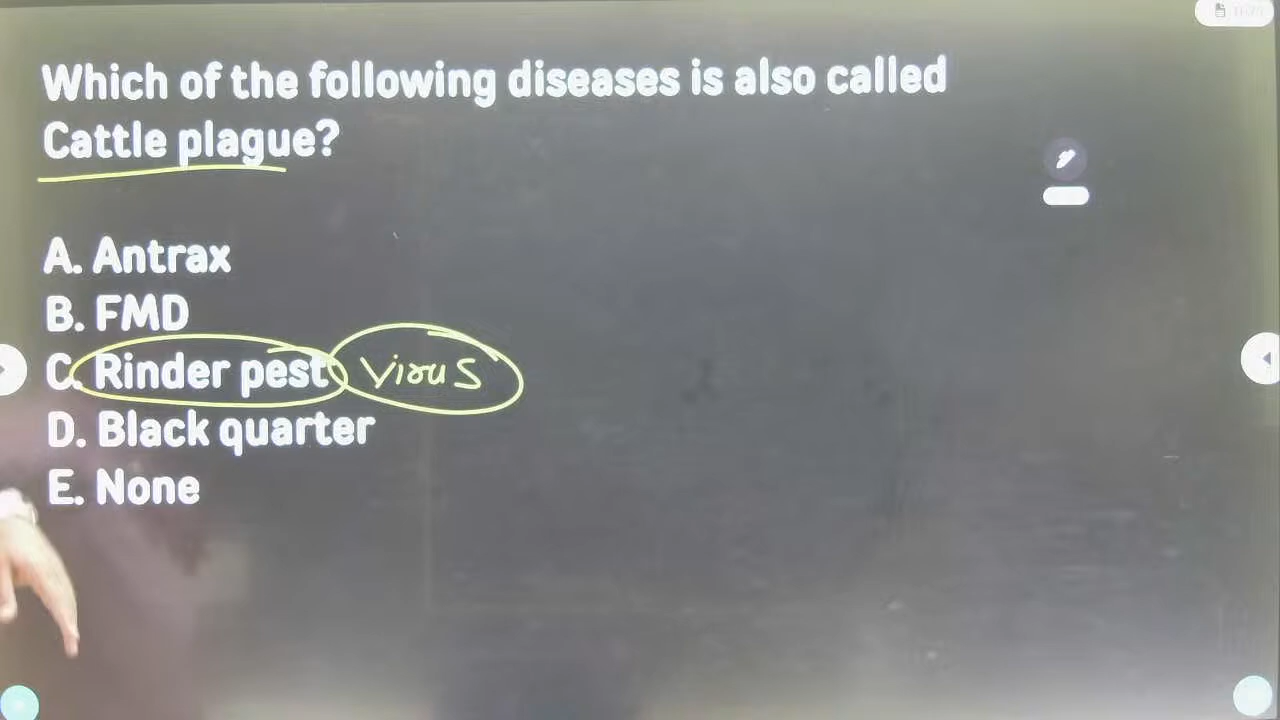 Which of the following diseases is also called
Cattle plague?
A. Antrax
B. FMD
C. Rinder pest virus
D. Black quarter
E. None